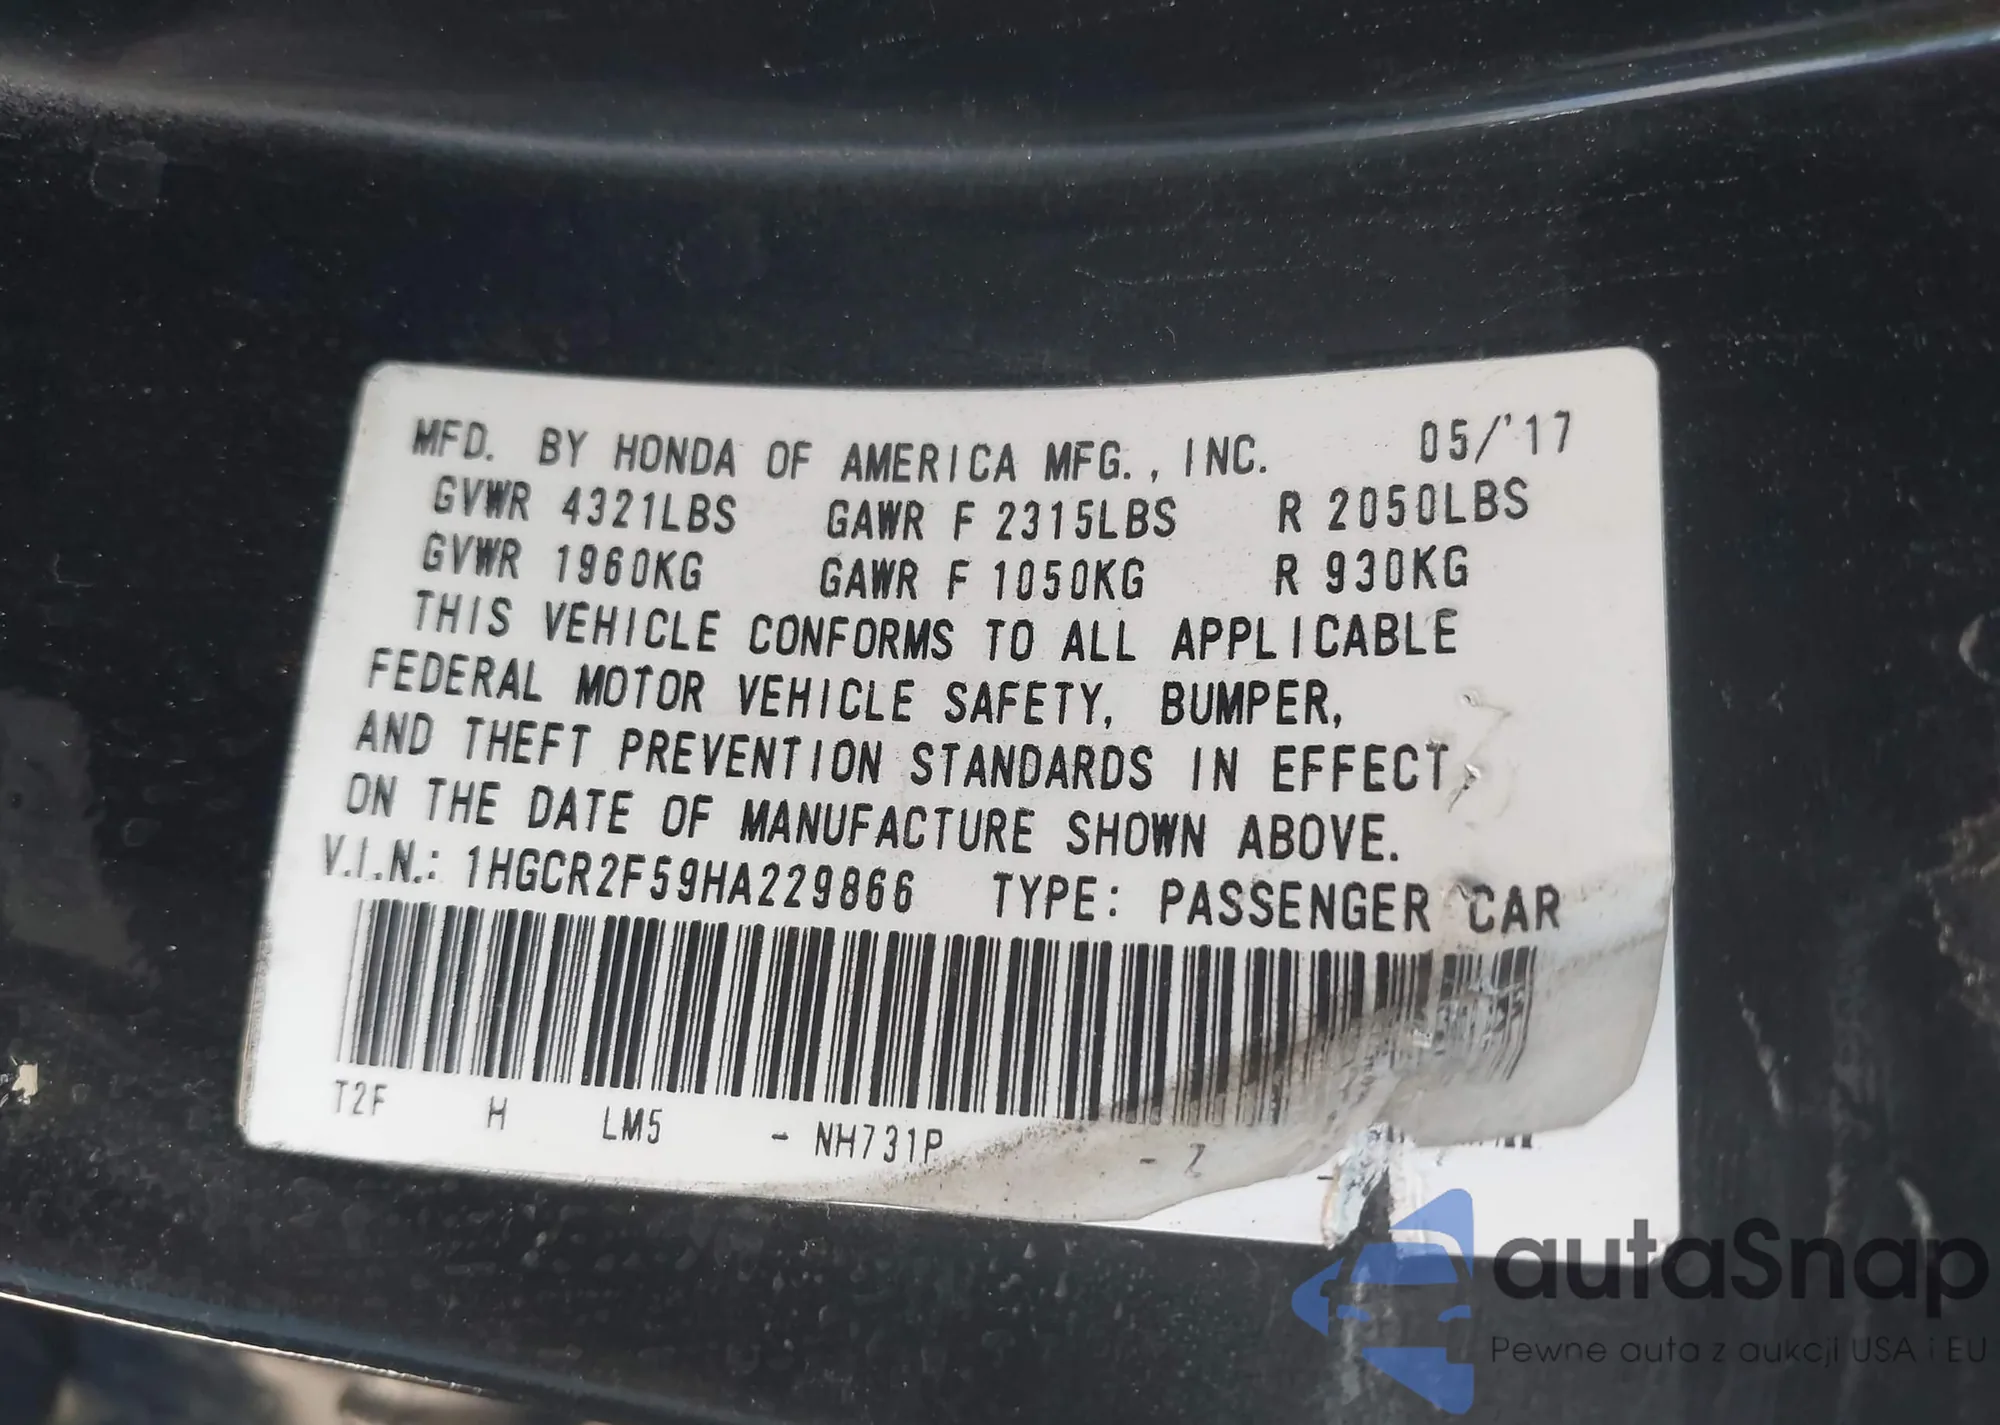 MFD. BY HONDA OF AMERICA MFG., INC. 05/'17
GVWR 4321LBS GAWR F 2315LBS R 2050LBS
GVWR 1960KG GAWR F 1050KG R 930KG
THIS VEHICLE CONFORMS TO ALL APPLICABLE
FEDERAL MOTOR VEHICLE SAFETY, BUMPER,
AND THEFT PREVENTION STANDARDS IN EFFECT
ON THE DATE OF MANUFACTURE SHOWN ABOVE.
V.I.N.: 1HGCR2F59HA229866 TYPE: PASSENGER CAR
T2F H LM5 - NH731P - Z
autaSnap
Pewne auta z aukcji USA i EU